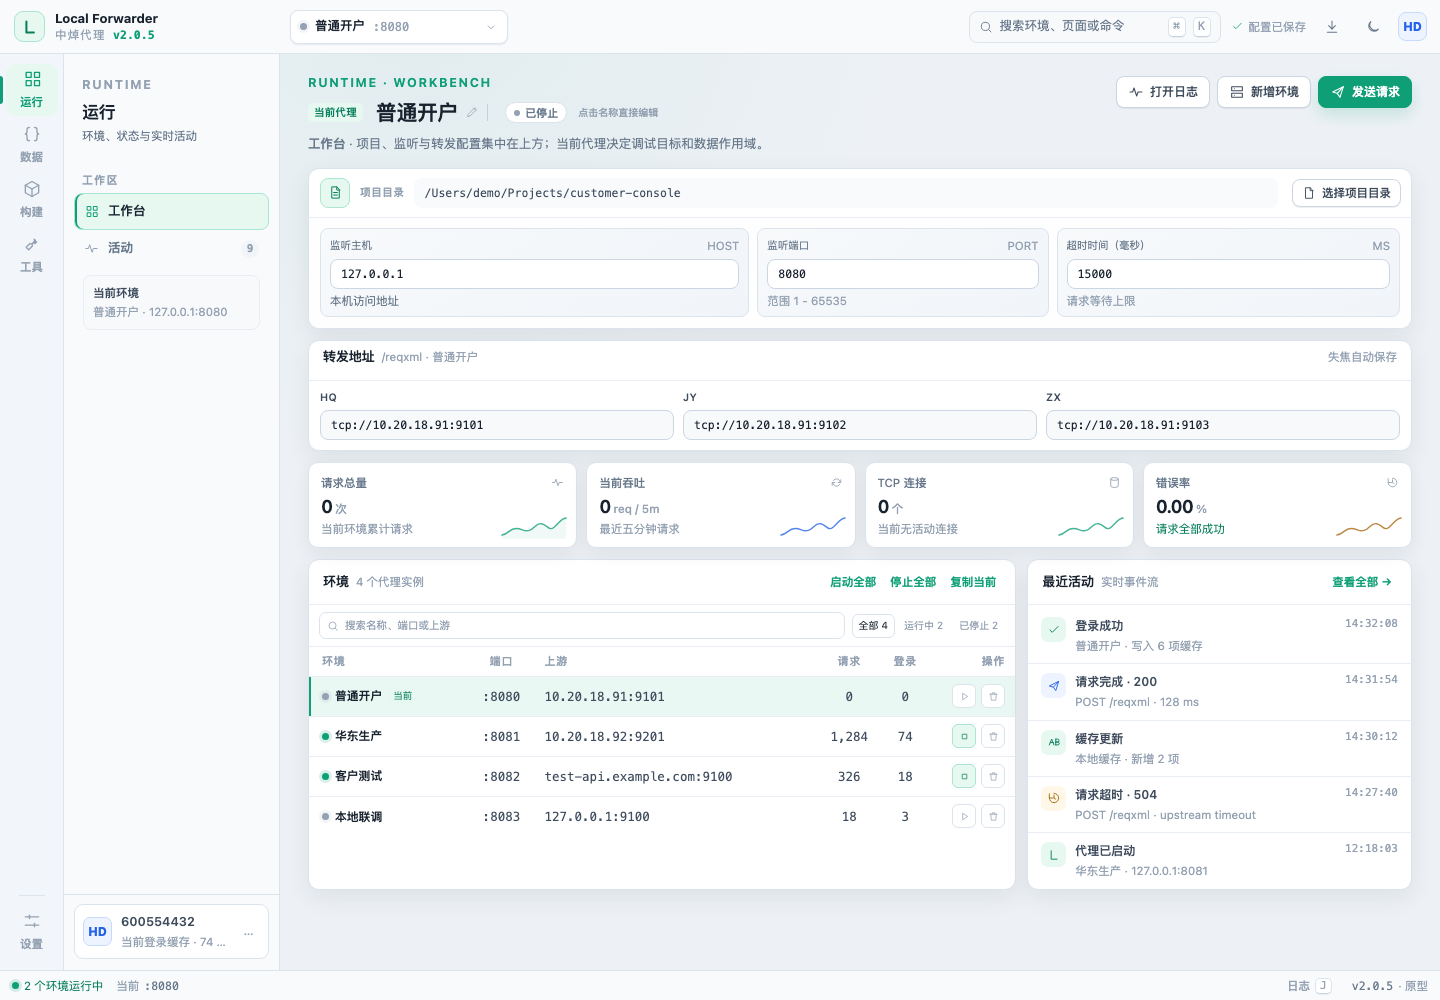 L
Local Forwarder
中焯代理 v2.0.5
普通开户 :8080
搜索环境、页面或命令 ⌘ K
配置已保存
HD
运行
数据
构建
工具
设置
RUNTIME
运行
环境、状态与实时活动
工作区
工作台
活动 9
当前环境
普通开户 · 127.0.0.1:8080
HD
600554432
当前登录缓存 · 74 ...
...
RUNTIME · WORKBENCH
当前代理 普通开户 已停止 点击名称直接编辑
工作台 · 项目、监听与转发配置集中在上方；当前代理决定调试目标和数据作用域。
打开日志
新增环境
发送请求
项目目录 /Users/demo/Projects/customer-console 选择项目目录
监听主机 HOST
127.0.0.1
本机访问地址
监听端口 PORT
8080
范围 1 - 65535
超时时间（毫秒） MS
15000
请求等待上限
转发地址 /reqxml · 普通开户 失焦自动保存
HQ
tcp://10.20.18.91:9101
JY
tcp://10.20.18.91:9102
ZX
tcp://10.20.18.91:9103
请求总量
0 次
当前环境累计请求
当前吞吐
0 req / 5m
最近五分钟请求
TCP 连接
0 个
当前无活动连接
错误率
0.00 %
请求全部成功
环境 4 个代理实例 启动全部 停止全部 复制当前
搜索名称、端口或上游 全部 4 运行中 2 已停止 2
环境 端口 上游 请求 登录 操作
普通开户 当前 :8080 10.20.18.91:9101 0 0
华东生产 :8081 10.20.18.92:9201 1,284 74
客户测试 :8082 test-api.example.com:9100 326 18
本地联调 :8083 127.0.0.1:9100 18 3
最近活动 实时事件流 查看全部 →
登录成功 14:32:08
普通开户 · 写入 6 项缓存
请求完成 · 200 14:31:54
POST /reqxml · 128 ms
AB 缓存更新 14:30:12
本地缓存 · 新增 2 项
请求超时 · 504 14:27:40
POST /reqxml · upstream timeout
L 代理已启动 12:18:03
华东生产 · 127.0.0.1:8081
2 个环境运行中 当前 :8080
日志 J v2.0.5 · 原型